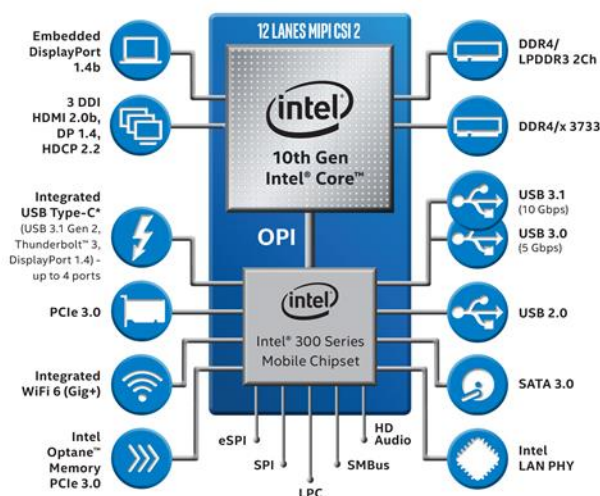 12 LANES MIPI CSI 2
Embedded
DisplayPort
1.4b
3 DDI
HDMI 2.0b,
DP 1.4,
HDCP 2.2
Integrated
USB Type-C*
(USB 3.1 Gen 2,
Thunderbolt™ 3,
DisplayPort 1.4) -
up to 4 ports
PCIe 3.0
Integrated
WiFi 6 (Gig+)
Intel
Optane™
Memory
PCIe 3.0
intel®
10th Gen
Intel® Core™
OPI
intel®
Intel® 300 Series
Mobile Chipset
eSPI
SPI
LPC
SMBus
HD
Audio
DDR4/
LPDDR3 2Ch
DDR4/x 3733
USB 3.1
(10 Gbps)
USB 3.0
(5 Gbps)
USB 2.0
SATA 3.0
Intel
LAN PHY